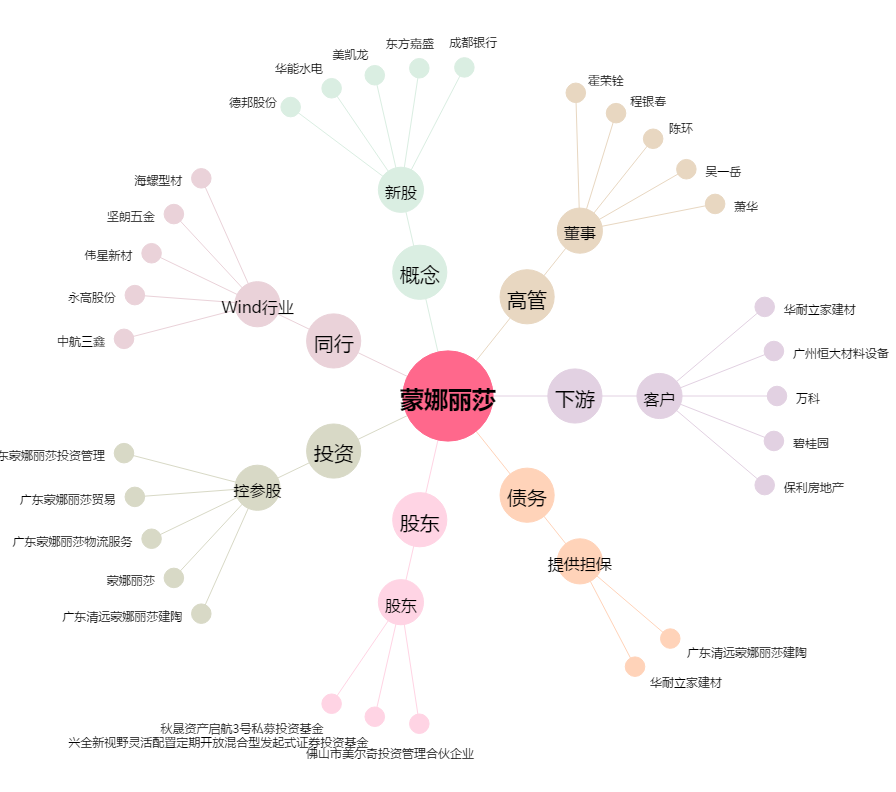 成都银行
东方嘉盛
美凯龙
华能水电
德邦股份
新股
概念
霍荣铨
程银春
陈环
吴一岳
萧华
董事
高管
海螺型材
坚朗五金
伟星新材
永高股份
中航三鑫
Wind行业
同行
蒙娜丽莎
下游
客户
华耐立家建材
广州恒大材料设备
万科
碧桂园
保利房地产
投资
控参股
东蒙娜丽莎投资管理
广东蒙娜丽莎贸易
广东蒙娜丽莎物流服务
蒙娜丽莎
广东清远蒙娜丽莎建陶
债务
提供担保
广东清远蒙娜丽莎建陶
华耐立家建材
股东
股东
秋晟资产启航3号私募投资基金
兴全新视野灵活配置定期开放混合型发起式证券投资基金
佛山市美尔奇投资管理合伙企业